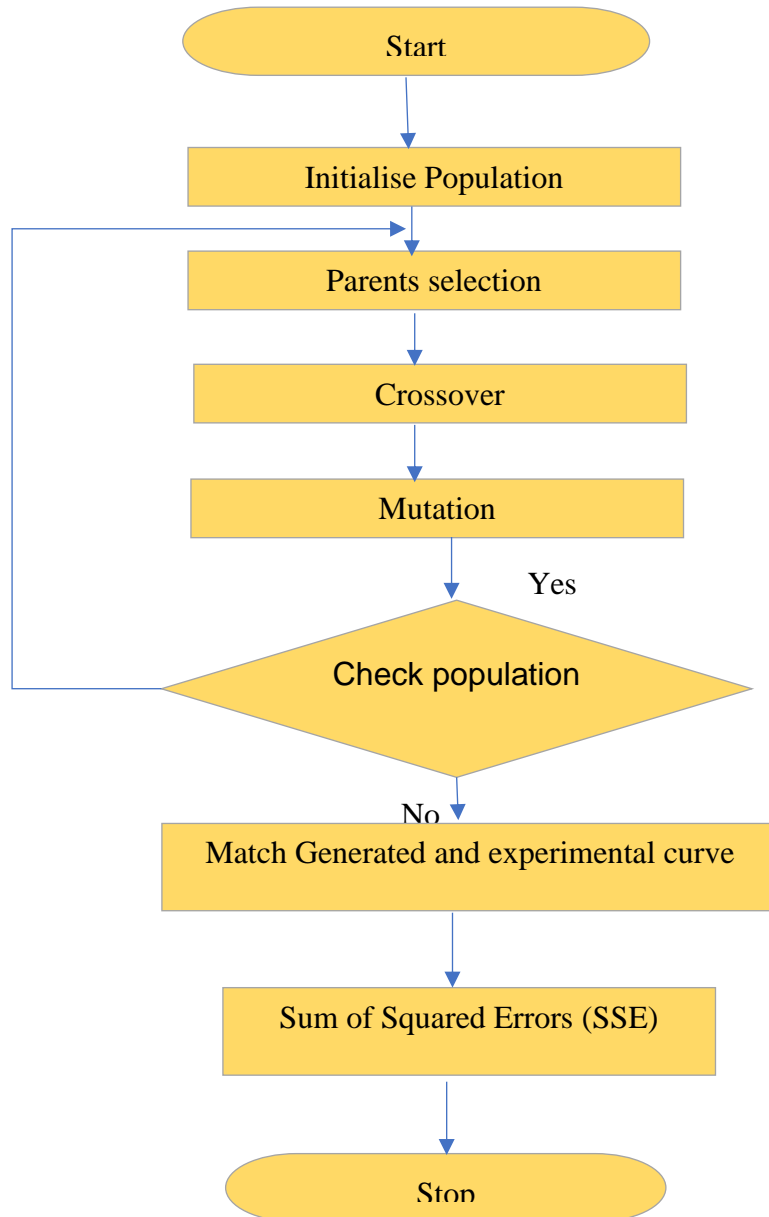 Start
Initialise Population
Parents selection
Crossover
Mutation
Yes
Check population
No
Match Generated and experimental curve
Sum of Squared Errors (SSE)
Stop